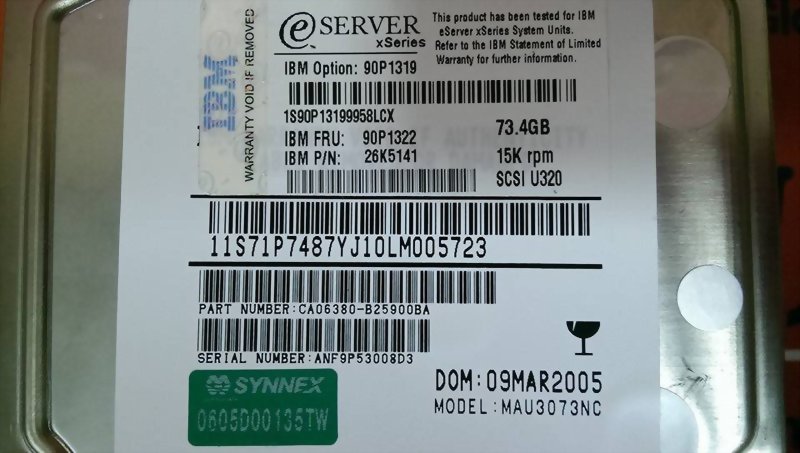 WARRANTY VOID IF REMOVED
IBM
eSERVER
xSeries
This product has been tested for IBM
eServer xSeries System Units.
Refer to the IBM Statement of Limited
Warranty for further information.
IBM Option: 90P1319
1S90P13199958LCX
IBM FRU: 90P1322
IBM P/N: 26K5141
73.4GB
15K rpm
SCSI U320
11S71P7487YJ10LM005723
PART NUMBER:CA06380-B25900BA
SERIAL NUMBER:ANF9P53008D3
SYNNEX
0605D00135TW
DOM:09MAR2005
MODEL:MAU3073NC